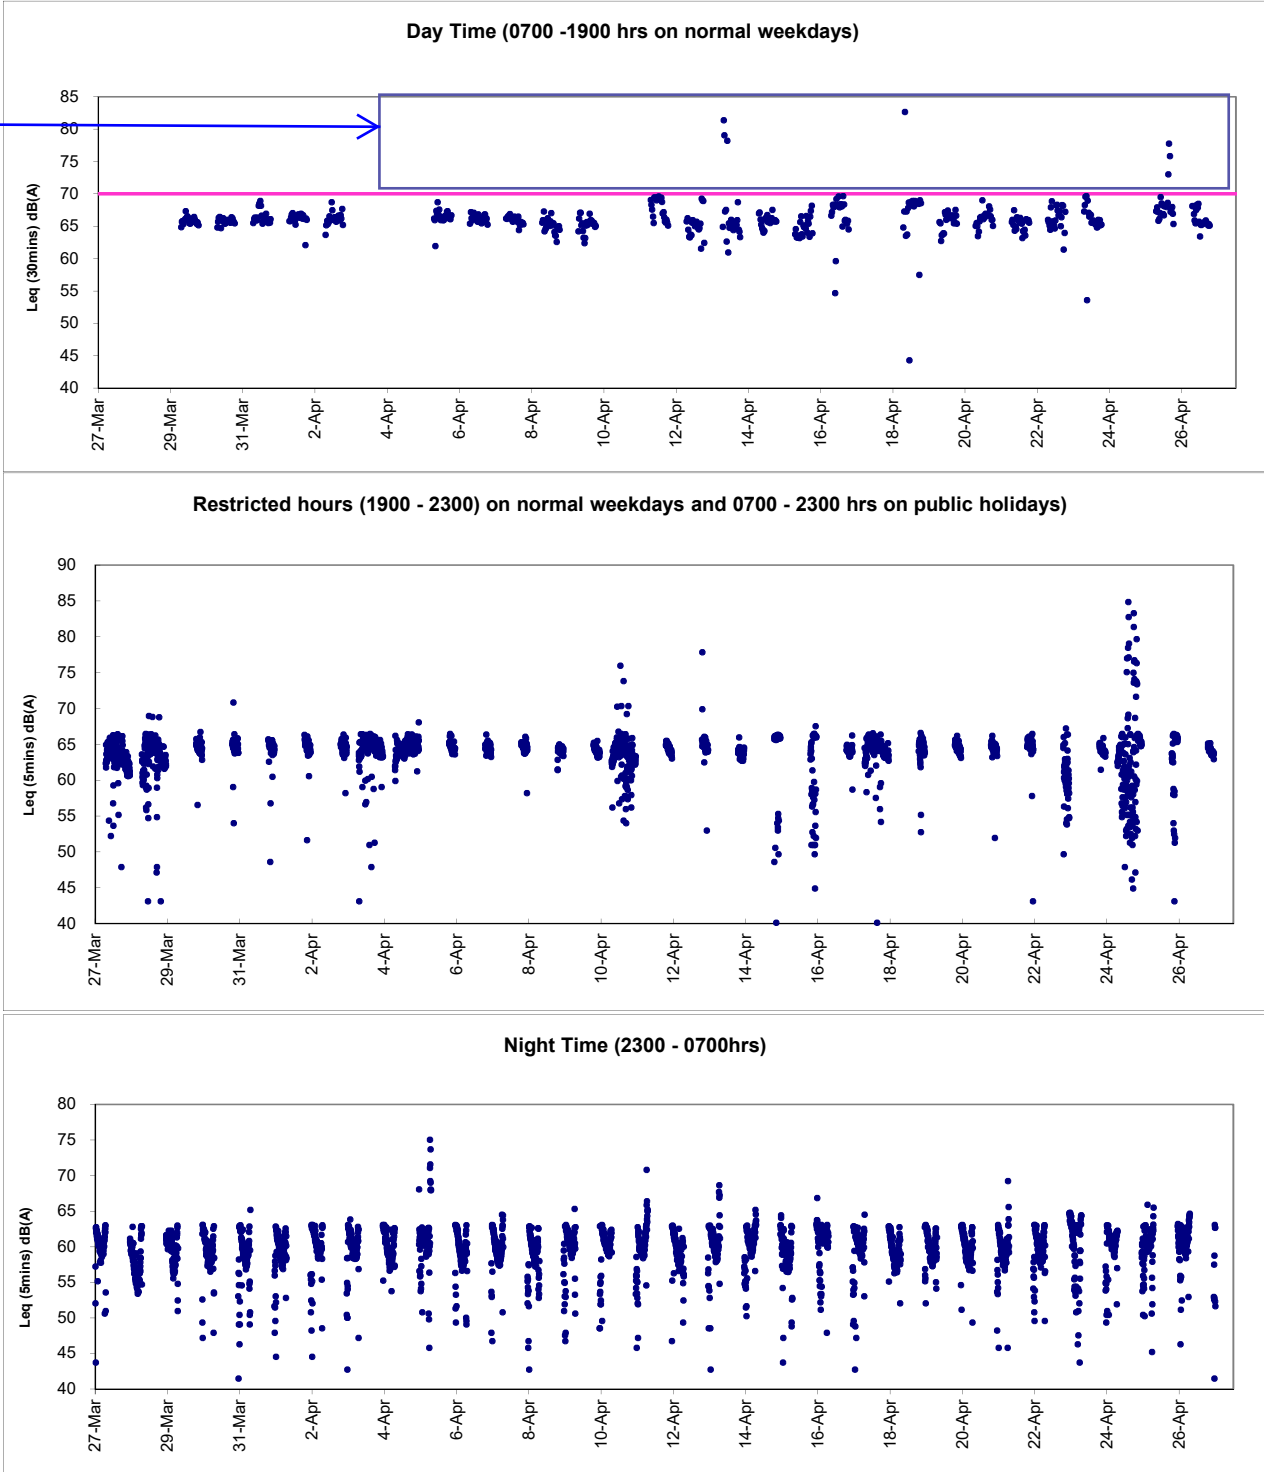 Day Time (0700 -1900 hrs on normal weekdays)
Leq (30mins) dB(A)
85
80
75
70
65
60
55
50
45
40
27-Mar
29-Mar
31-Mar
2-Apr
4-Apr
6-Apr
8-Apr
10-Apr
12-Apr
14-Apr
16-Apr
18-Apr
20-Apr
22-Apr
24-Apr
26-Apr
Restricted hours (1900 - 2300) on normal weekdays and 0700 - 2300 hrs on public holidays)
Leq (5mins) dB(A)
90
85
80
75
70
65
60
55
50
45
40
27-Mar
29-Mar
31-Mar
2-Apr
4-Apr
6-Apr
8-Apr
10-Apr
12-Apr
14-Apr
16-Apr
18-Apr
20-Apr
22-Apr
24-Apr
26-Apr
Night Time (2300 - 0700hrs)
Leq (5mins) dB(A)
80
75
70
65
60
55
50
45
40
27-Mar
29-Mar
31-Mar
2-Apr
4-Apr
6-Apr
8-Apr
10-Apr
12-Apr
14-Apr
16-Apr
18-Apr
20-Apr
22-Apr
24-Apr
26-Apr